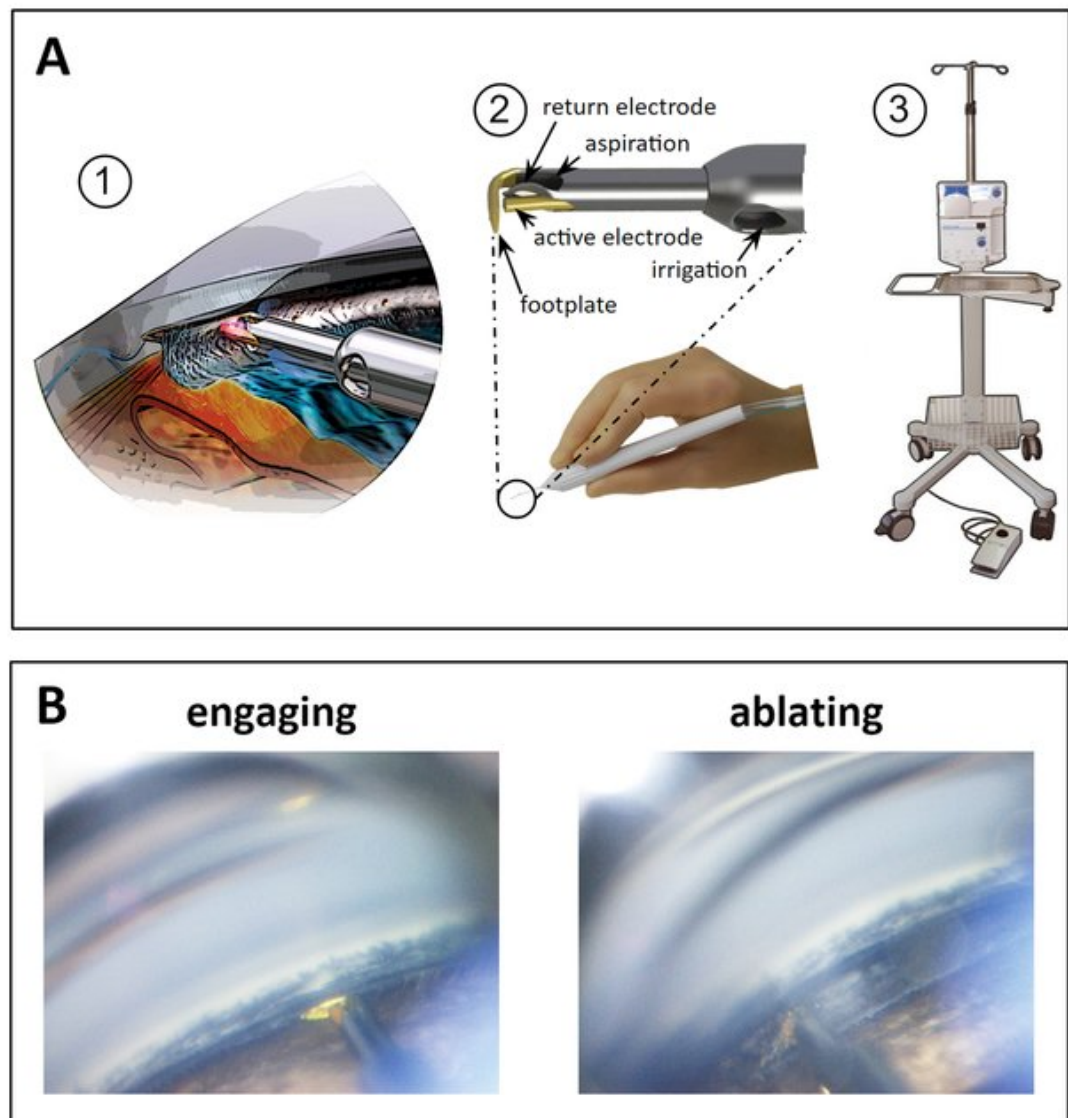 A
1
2
return electrode
aspiration
active electrode
irrigation
footplate
3
B
engaging
ablating